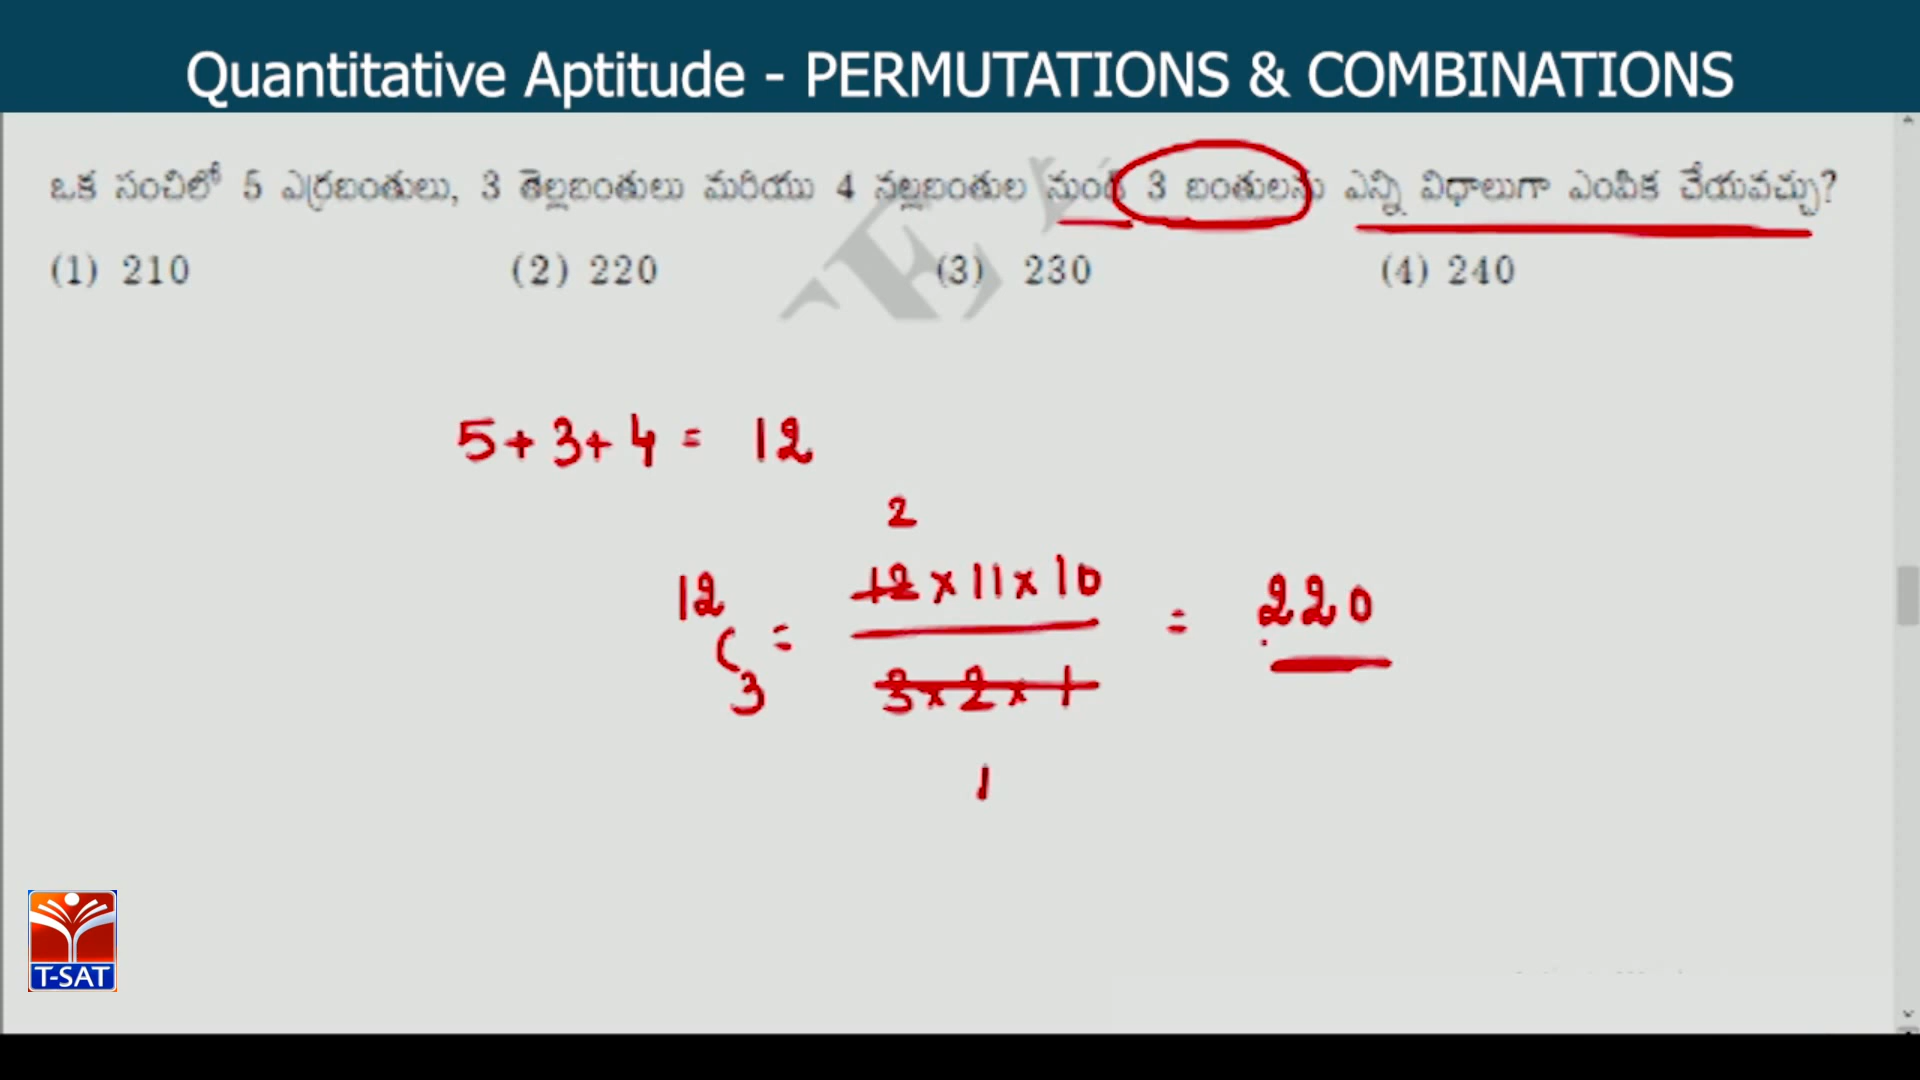 Quantitative Aptitude - PERMUTATIONS & COMBINATIONS
ఒక సంచిలో 5 ఎర్రబంతులు, 3 తెల్లబంతులు మరియు 4 నల్లబంతుల నుండి 3 బంతులను ఎన్ని విధాలుగా ఎంపిక చేయవచ్చు?
(1) 210 (2) 220 (3) 230 (4) 240
5+3+4 = 12
2
12 C 3 = 12 x 11 x 10 / 3 x 2 x 1 = 220
1
T-SAT